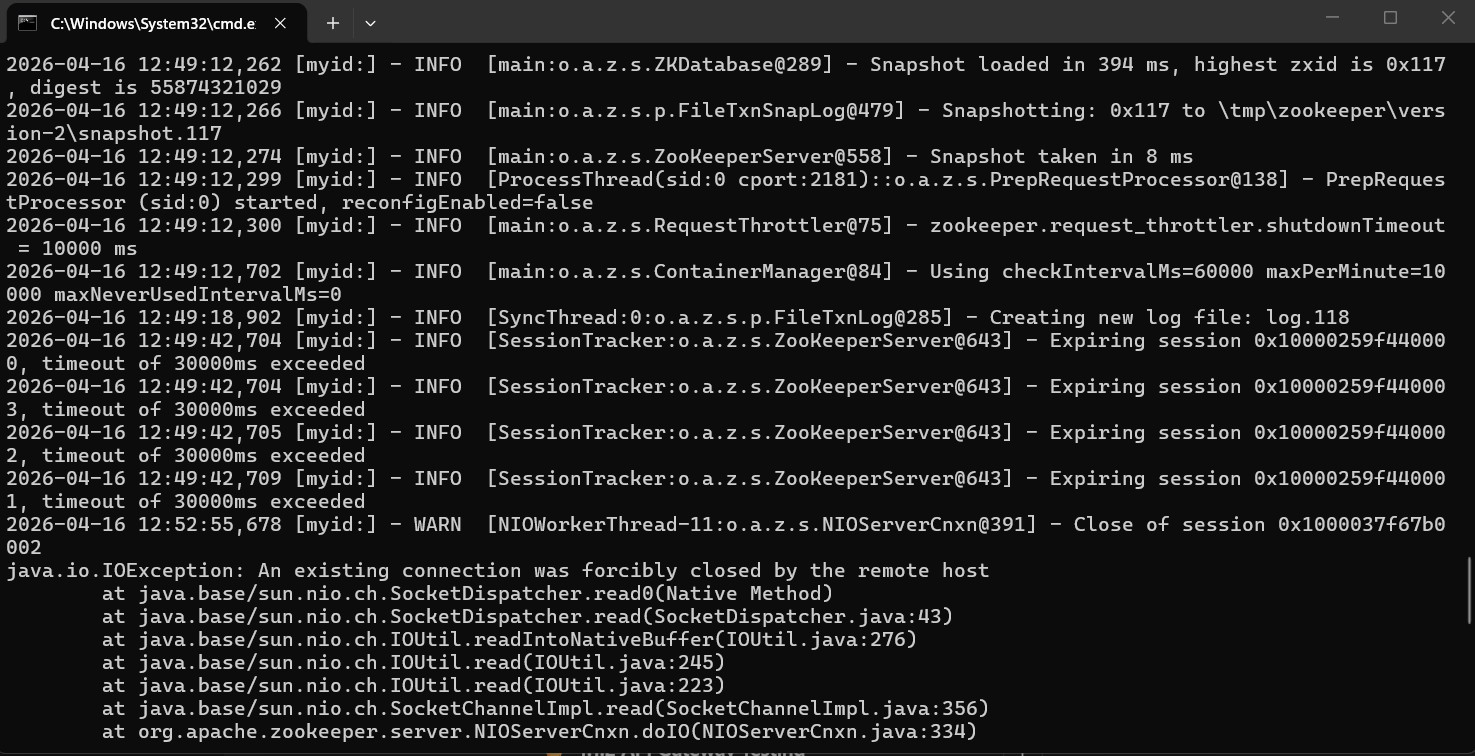 C:\Windows\System32\cmd.e
2026-04-16 12:49:12,262 [myid:] - INFO  [main:o.a.z.s.ZKDatabase@289] - Snapshot loaded in 394 ms, highest zxid is 0x117
, digest is 55874321029
2026-04-16 12:49:12,266 [myid:] - INFO  [main:o.a.z.s.p.FileTxnSnapLog@479] - Snapshotting: 0x117 to \tmp\zookeeper\vers
ion-2\snapshot.117
2026-04-16 12:49:12,274 [myid:] - INFO  [main:o.a.z.s.ZooKeeperServer@558] - Snapshot taken in 8 ms
2026-04-16 12:49:12,299 [myid:] - INFO  [ProcessThread(sid:0 cport:2181)::o.a.z.s.PrepRequestProcessor@138] - PrepReques
tProcessor (sid:0) started, reconfigEnabled=false
2026-04-16 12:49:12,300 [myid:] - INFO  [main:o.a.z.s.RequestThrottler@75] - zookeeper.request_throttler.shutdownTimeout
 = 10000 ms
2026-04-16 12:49:12,702 [myid:] - INFO  [main:o.a.z.s.ContainerManager@84] - Using checkIntervalMs=60000 maxPerMinute=10
000 maxNeverUsedIntervalMs=0
2026-04-16 12:49:18,902 [myid:] - INFO  [SyncThread:0:o.a.z.s.p.FileTxnLog@285] - Creating new log file: log.118
2026-04-16 12:49:42,704 [myid:] - INFO  [SessionTracker:o.a.z.s.ZooKeeperServer@643] - Expiring session 0x10000259f44000
0, timeout of 30000ms exceeded
2026-04-16 12:49:42,704 [myid:] - INFO  [SessionTracker:o.a.z.s.ZooKeeperServer@643] - Expiring session 0x10000259f44000
3, timeout of 30000ms exceeded
2026-04-16 12:49:42,705 [myid:] - INFO  [SessionTracker:o.a.z.s.ZooKeeperServer@643] - Expiring session 0x10000259f44000
2, timeout of 30000ms exceeded
2026-04-16 12:49:42,709 [myid:] - INFO  [SessionTracker:o.a.z.s.ZooKeeperServer@643] - Expiring session 0x10000259f44000
1, timeout of 30000ms exceeded
2026-04-16 12:52:55,678 [myid:] - WARN  [NIOWorkerThread-11:o.a.z.s.NIOServerCnxn@391] - Close of session 0x1000037f67b0
002
java.io.IOException: An existing connection was forcibly closed by the remote host
        at java.base/sun.nio.ch.SocketDispatcher.read0(Native Method)
        at java.base/sun.nio.ch.SocketDispatcher.read(SocketDispatcher.java:43)
        at java.base/sun.nio.ch.IOUtil.readIntoNativeBuffer(IOUtil.java:276)
        at java.base/sun.nio.ch.IOUtil.read(IOUtil.java:245)
        at java.base/sun.nio.ch.IOUtil.read(IOUtil.java:223)
        at java.base/sun.nio.ch.SocketChannelImpl.read(SocketChannelImpl.java:356)
        at org.apache.zookeeper.server.NIOServerCnxn.doIO(NIOServerCnxn.java:334)